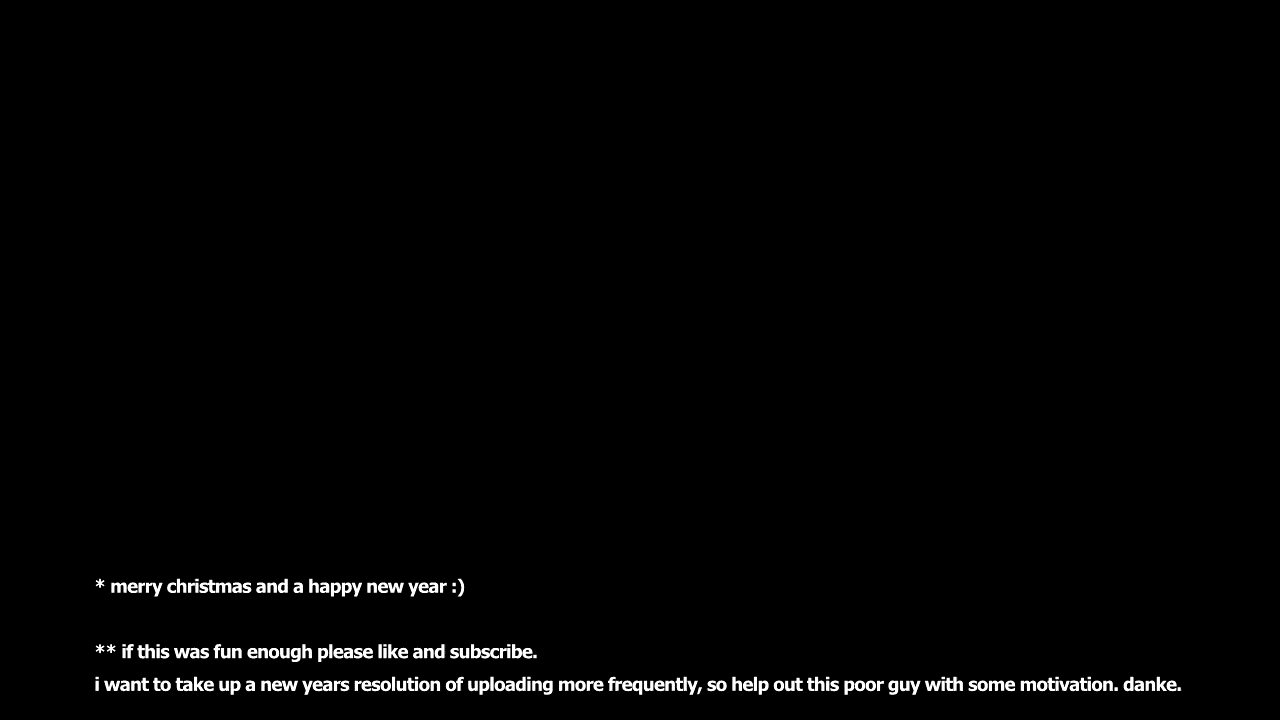 * merry christmas and a happy new year :)
** if this was fun enough please like and subscribe.
i want to take up a new years resolution of uploading more frequently, so help out this poor guy with some motivation. danke.